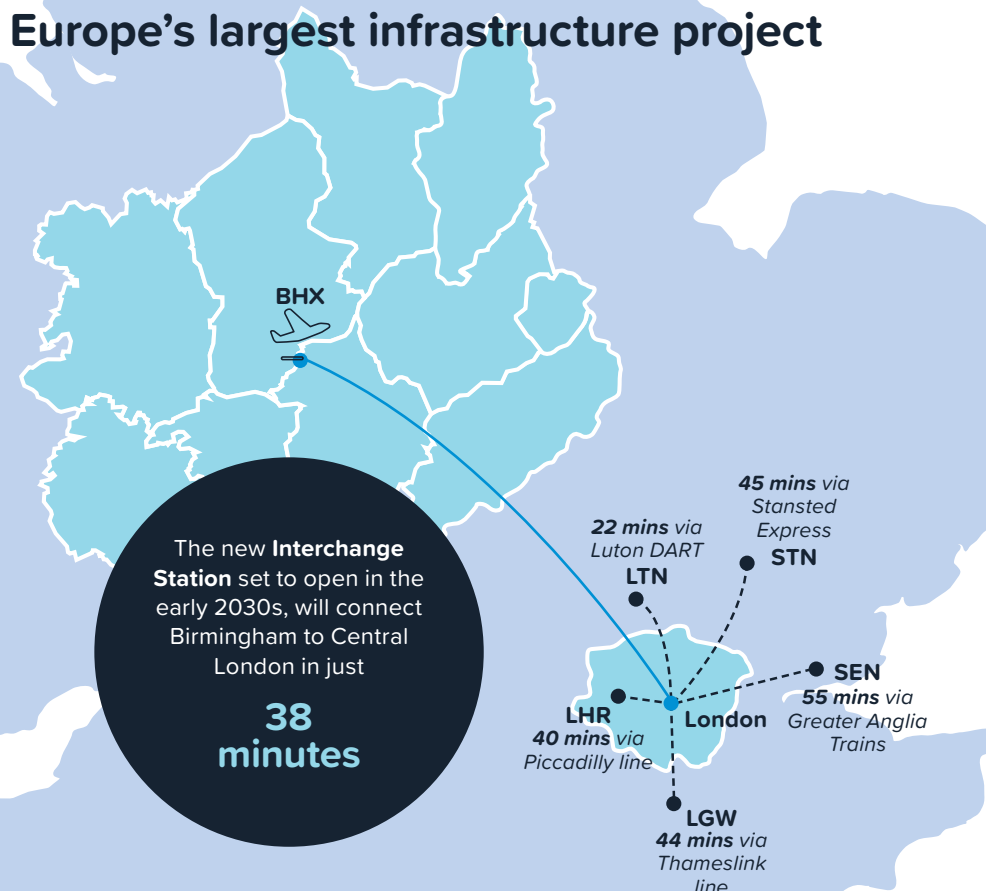 Europe’s largest infrastructure project
BHX
The new Interchange
Station set to open in the
early 2030s, will connect
Birmingham to Central
London in just
38
minutes
22 mins via
Luton DART
LTN
45 mins via
Stansted
Express
STN
SEN
55 mins via
Greater Anglia
Trains
London
LHR
40 mins via
Piccadilly line
LGW
44 mins via
Thameslink
line